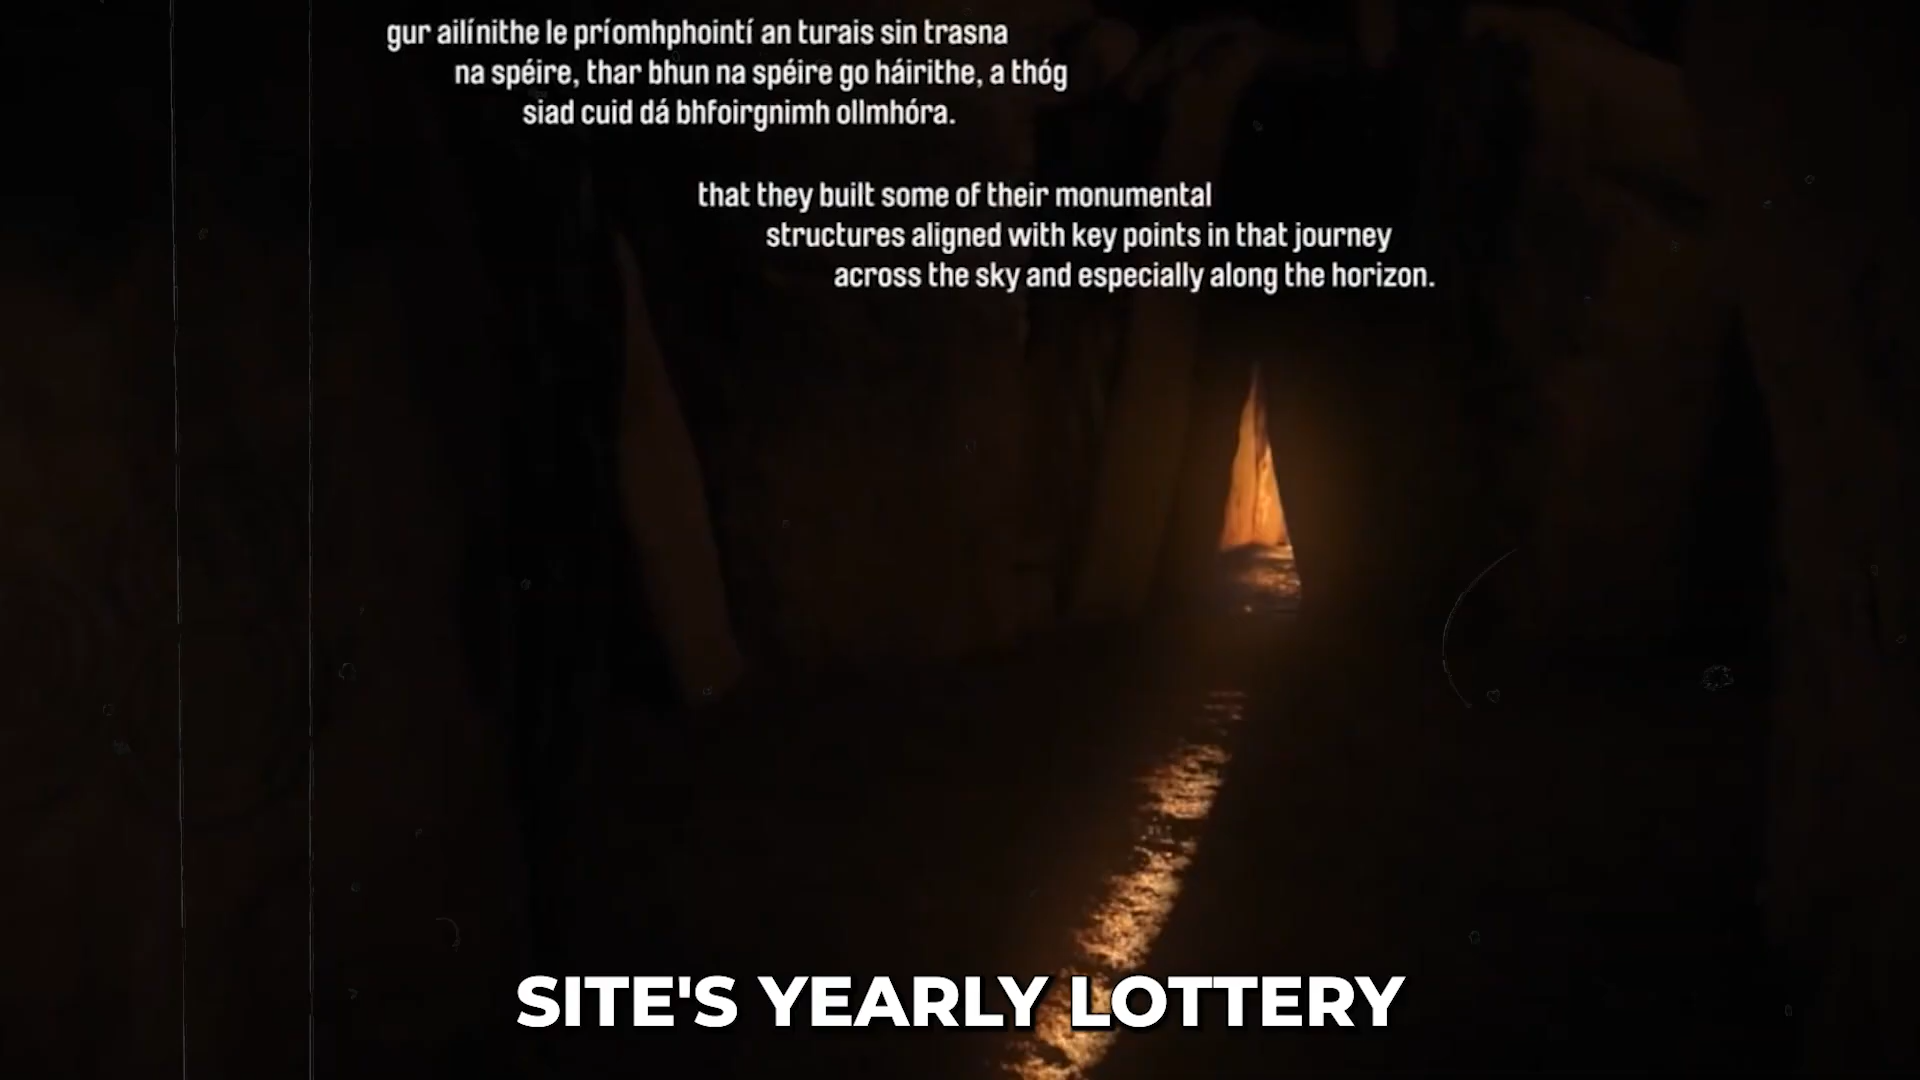 gur ailínithe le príomhphointí an turais sin trasna
na spéire, thar bhun na spéire go háirithe, a thóg
siad cuid dá bhfoirgnimh ollmhóra.
that they built some of their monumental
structures aligned with key points in that journey
across the sky and especially along the horizon.
SITE'S YEARLY LOTTERY